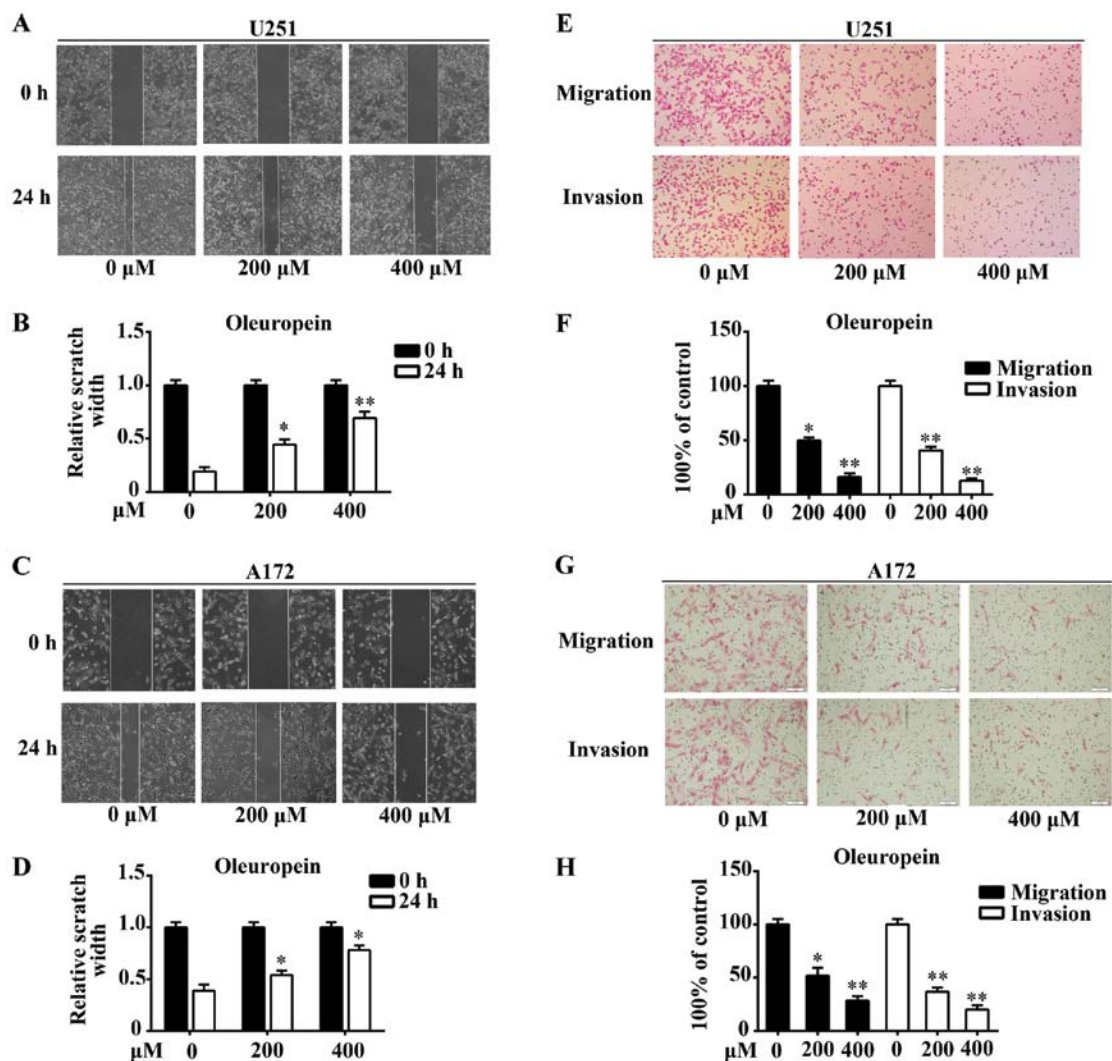 A
U251
0 h
24 h
0 μM 200 μM 400 μM
B
Oleuropein
Relative scratch
width
1.5
1.0
0.5
0
0 h
24 h
*
**
μM 0 200 400
C
A172
0 h
24 h
0 μM 200 μM 400 μM
D
Oleuropein
Relative scratch
width
1.5
1.0
0.5
0
0 h
24 h
*
*
μM 0 200 400
E
U251
Migration
Invasion
0 μM 200 μM 400 μM
F
Oleuropein
100% of control
150
100
50
0
Migration
Invasion
*
**
**
**
μM 0 200 400 0 200 400
G
A172
Migration
Invasion
0 μM 200 μM 400 μM
H
Oleuropein
100% of control
150
100
50
0
Migration
Invasion
*
**
**
**
μM 0 200 400 0 200 400